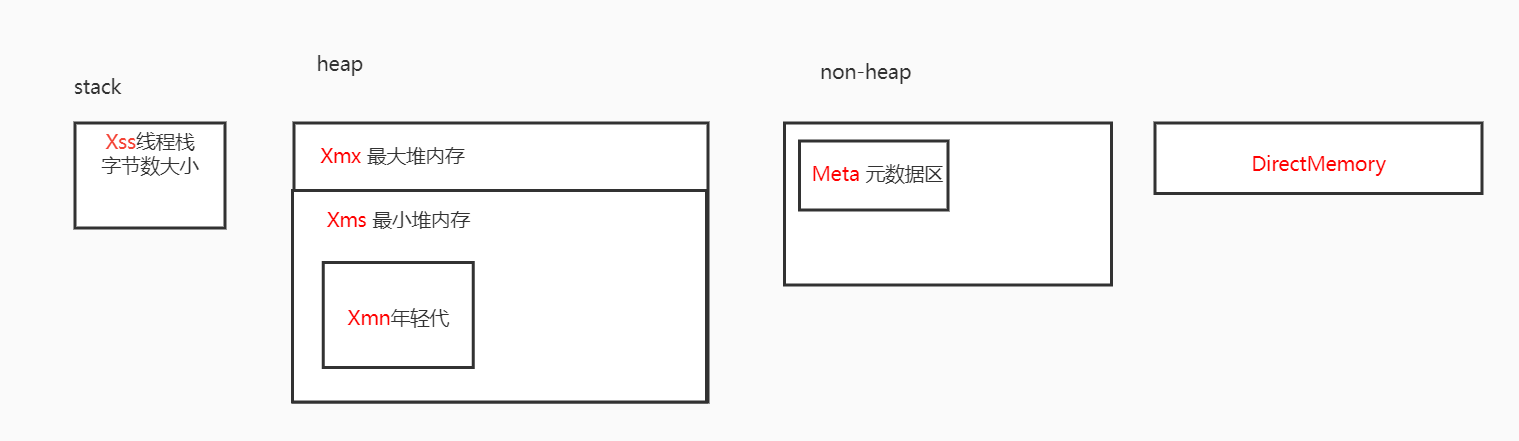 stack
heap
non-heap
Xss线程栈
字节数大小
Xmx 最大堆内存
Xms 最小堆内存
Xmn年轻代
Meta 元数据区
DirectMemory